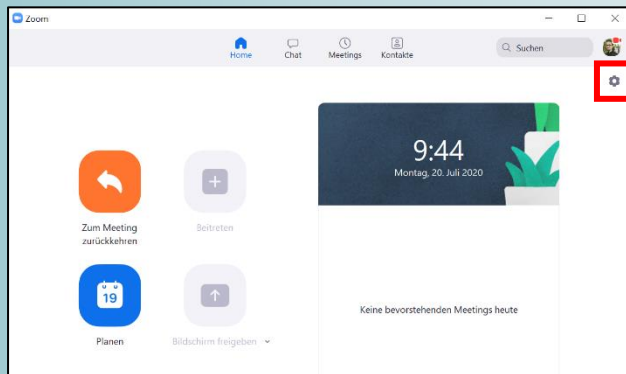 Zoom
Home
Chat
Meetings
Kontakte
Suchen
9:44
Montag, 20. Juli 2020
Zum Meeting
zurückkehren
Beitreten
19
Planen
Bildschirm freigeben
Keine bevorstehenden Meetings heute